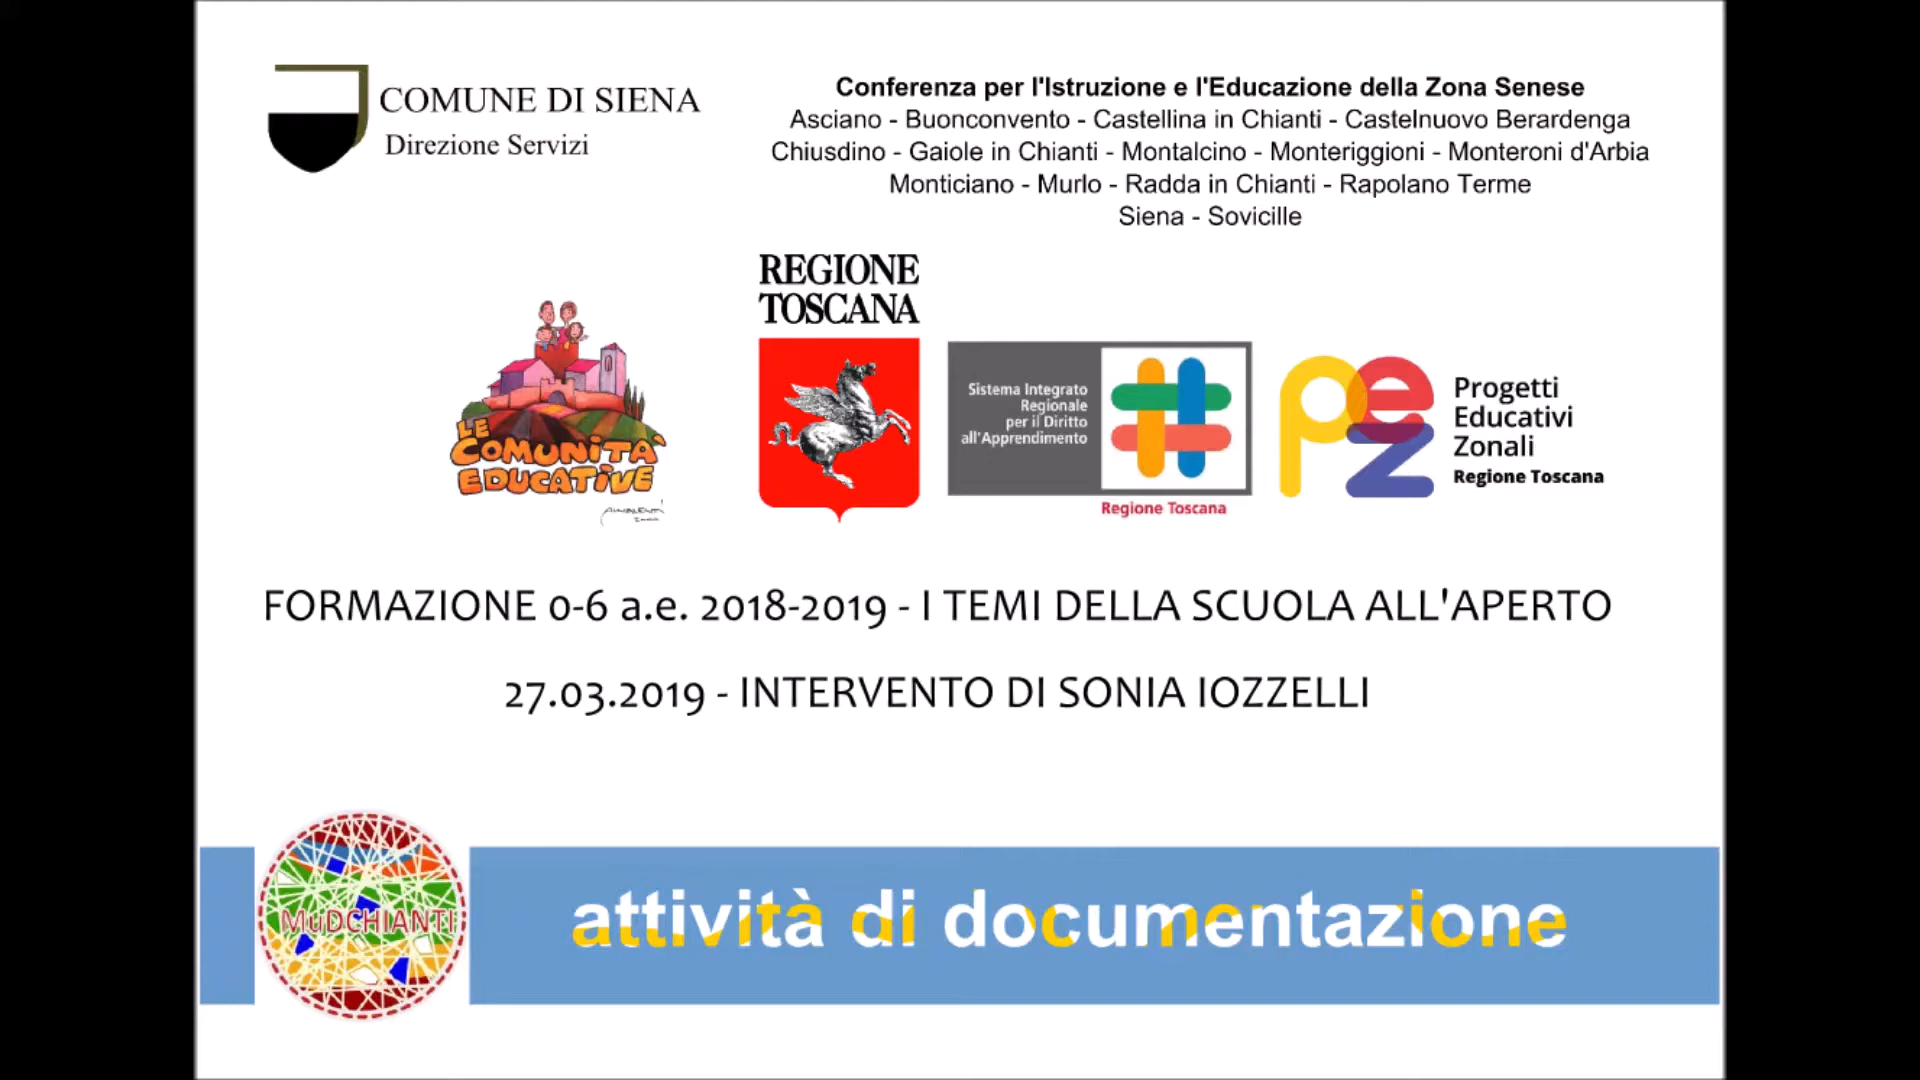 COMUNE DI SIENA
Direzione Servizi
Conferenza per l'Istruzione e l'Educazione della Zona Senese
Asciano - Buonconvento - Castellina in Chianti - Castelnuovo Berardenga
Chiusdino - Gaiole in Chianti - Montalcino - Monteriggioni - Monteroni d'Arbia
Monticiano - Murlo - Radda in Chianti - Rapolano Terme
Siena - Sovicille
LE
COMUNITÀ
EDUCATIVE
REGIONE
TOSCANA
Sistema Integrato
Regionale
per il Diritto
all'Apprendimento
Regione Toscana
pez
Progetti
Educativi
Zonali
Regione Toscana
FORMAZIONE 0-6 a.e. 2018-2019 - I TEMI DELLA SCUOLA ALL'APERTO
27.03.2019 - INTERVENTO DI SONIA IOZZELLI
MuDCHIANTI
attività di documentazione